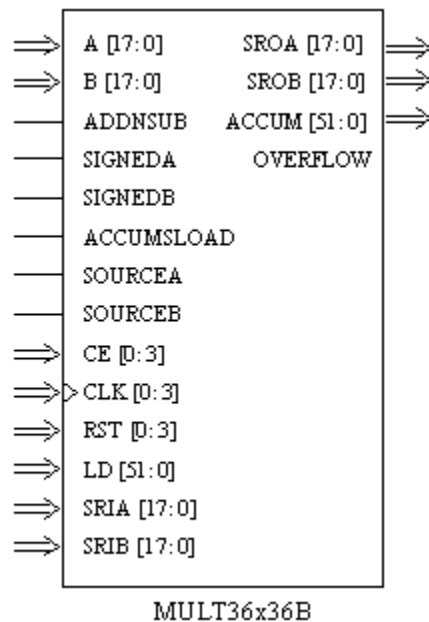 A [17:0] SROA [17:0]
B [17:0] SROB [17:0]
ADDNSUB ACCUM [51:0]
SIGNEDA OVERFLOW
SIGNEDB
ACCUMSLOAD
SOURCEA
SOURCEB
CE [0:3]
CLK [0:3]
RST [0:3]
LD [51:0]
SRIA [17:0]
SRIB [17:0]
MULT36x36B